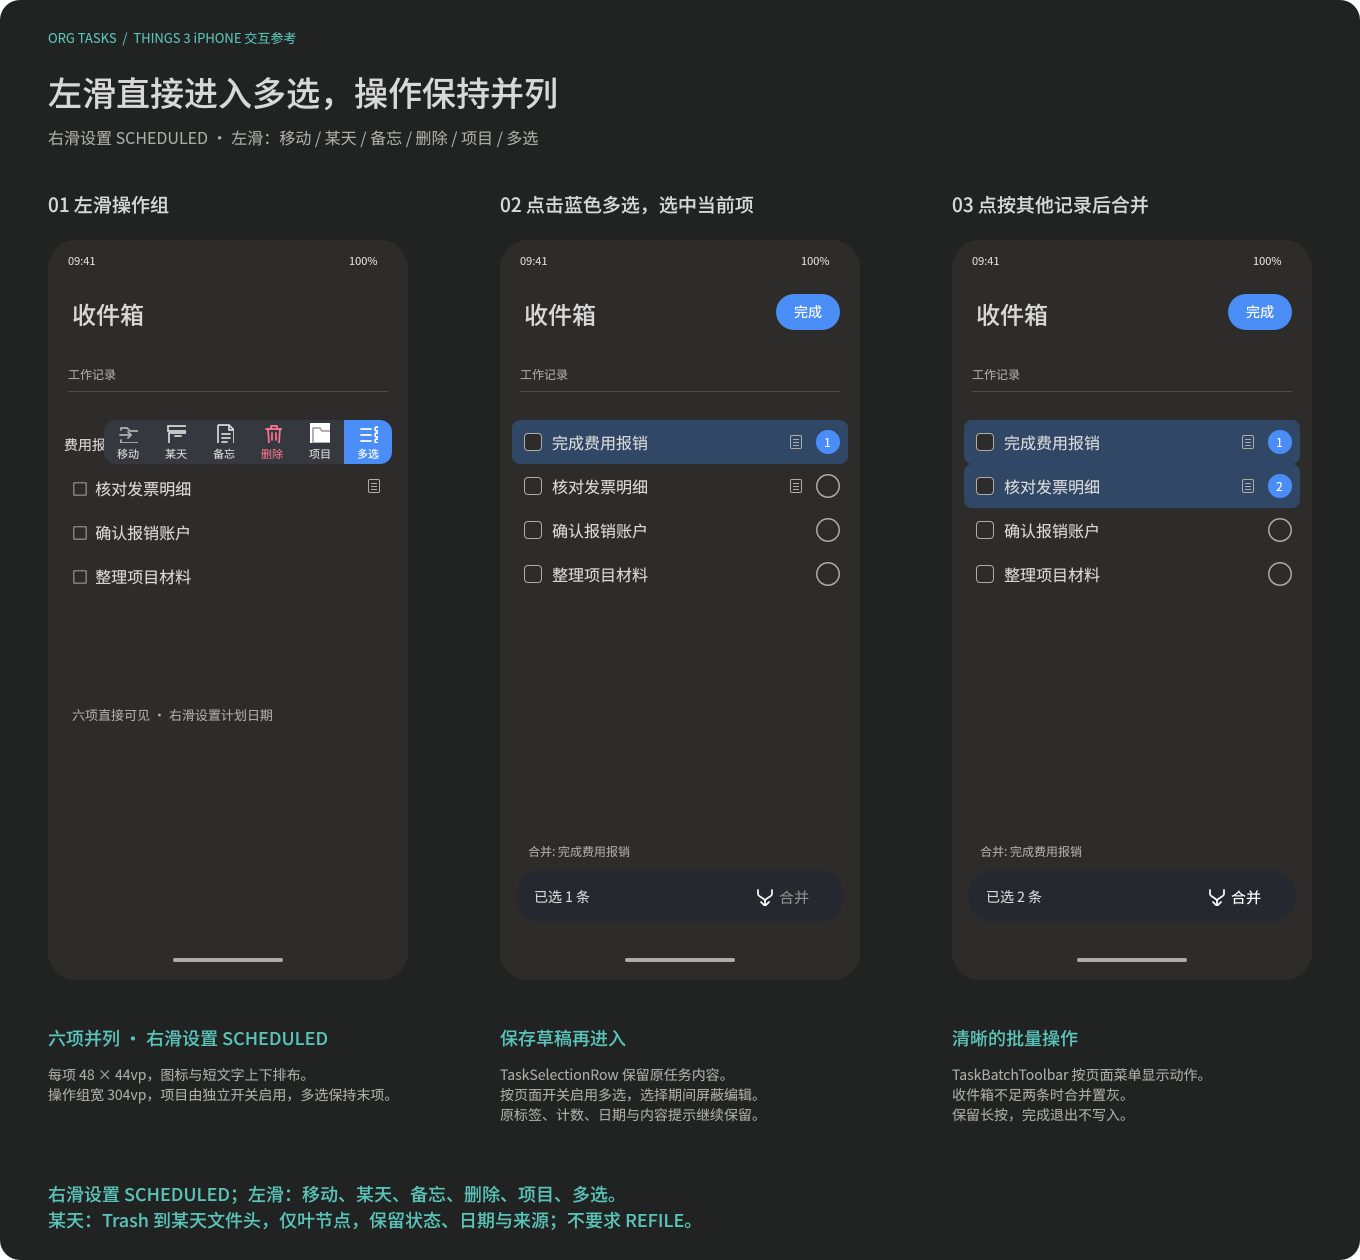 ORG TASKS / THINGS 3 iPHONE 交互参考
左滑直接进入多选，操作保持并列
右滑设置 SCHEDULED · 左滑：移动 / 某天 / 备忘 / 删除 / 项目 / 多选
01 左滑操作组
09:41 100%
收件箱
工作记录
费用报
移动 某天 备忘 删除 项目 多选
核对发票明细
确认报销账户
整理项目材料
六项直接可见 · 右滑设置计划日期
02 点击蓝色多选，选中当前项
09:41 100%
收件箱 完成
工作记录
完成费用报销 1
核对发票明细
确认报销账户
整理项目材料
合并: 完成费用报销
已选 1 条 合并
03 点按其他记录后合并
09:41 100%
收件箱 完成
工作记录
完成费用报销 1
核对发票明细 2
确认报销账户
整理项目材料
合并: 完成费用报销
已选 2 条 合并
六项并列 · 右滑设置 SCHEDULED
每项 48 × 44vp，图标与短文字上下排布。
操作组宽 304vp，项目由独立开关启用，多选保持末项。
保存草稿再进入
TaskSelectionRow 保留原任务内容。
按页面开关启用多选，选择期间屏蔽编辑。
原标签、计数、日期与内容提示继续保留。
清晰的批量操作
TaskBatchToolbar 按页面菜单显示动作。
收件箱不足两条时合并置灰。
保留长按，完成退出不写入。
右滑设置 SCHEDULED；左滑：移动、某天、备忘、删除、项目、多选。
某天：Trash 到某天文件头，仅叶节点，保留状态、日期与来源；不要求 REFILE。